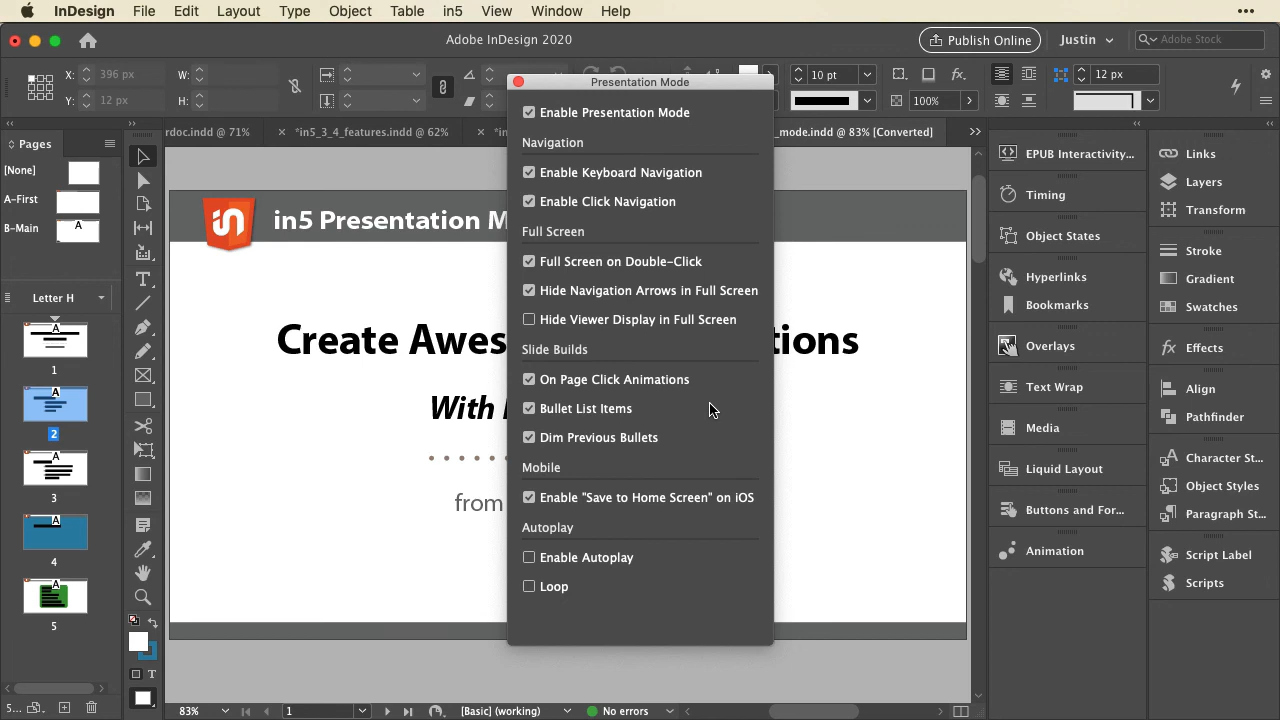 InDesign File Edit Layout Type Object Table in5 View Window Help
Adobe InDesign 2020
Publish Online
Justin
Adobe Stock
X: 396 px W:
Y: 12 px H:
10 pt
12 px
100%
fx.
rdoc.indd @ 71% × *in5_3_4_features.indd @ 62% × *in _mode.indd @ 83% [Converted]
Pages
[None]
A-First
B-Main
A
Letter H
A
1
A
2
A
3
A
4
A
5
5...
in5 Presentation M
Create Awes tions
With
from
Presentation Mode
Enable Presentation Mode
Navigation
Enable Keyboard Navigation
Enable Click Navigation
Full Screen
Full Screen on Double-Click
Hide Navigation Arrows in Full Screen
Hide Viewer Display in Full Screen
Slide Builds
On Page Click Animations
Bullet List Items
Dim Previous Bullets
Mobile
Enable "Save to Home Screen" on iOS
Autoplay
Enable Autoplay
Loop
EPUB Interactivity...
Timing
Object States
Hyperlinks
Bookmarks
Overlays
Text Wrap
Media
Liquid Layout
Buttons and For...
Animation
Links
Layers
Transform
Stroke
Gradient
Swatches
Effects
Align
Pathfinder
Character St...
Object Styles
Paragraph St...
Script Label
Scripts
83% 1 [Basic] (working) No errors